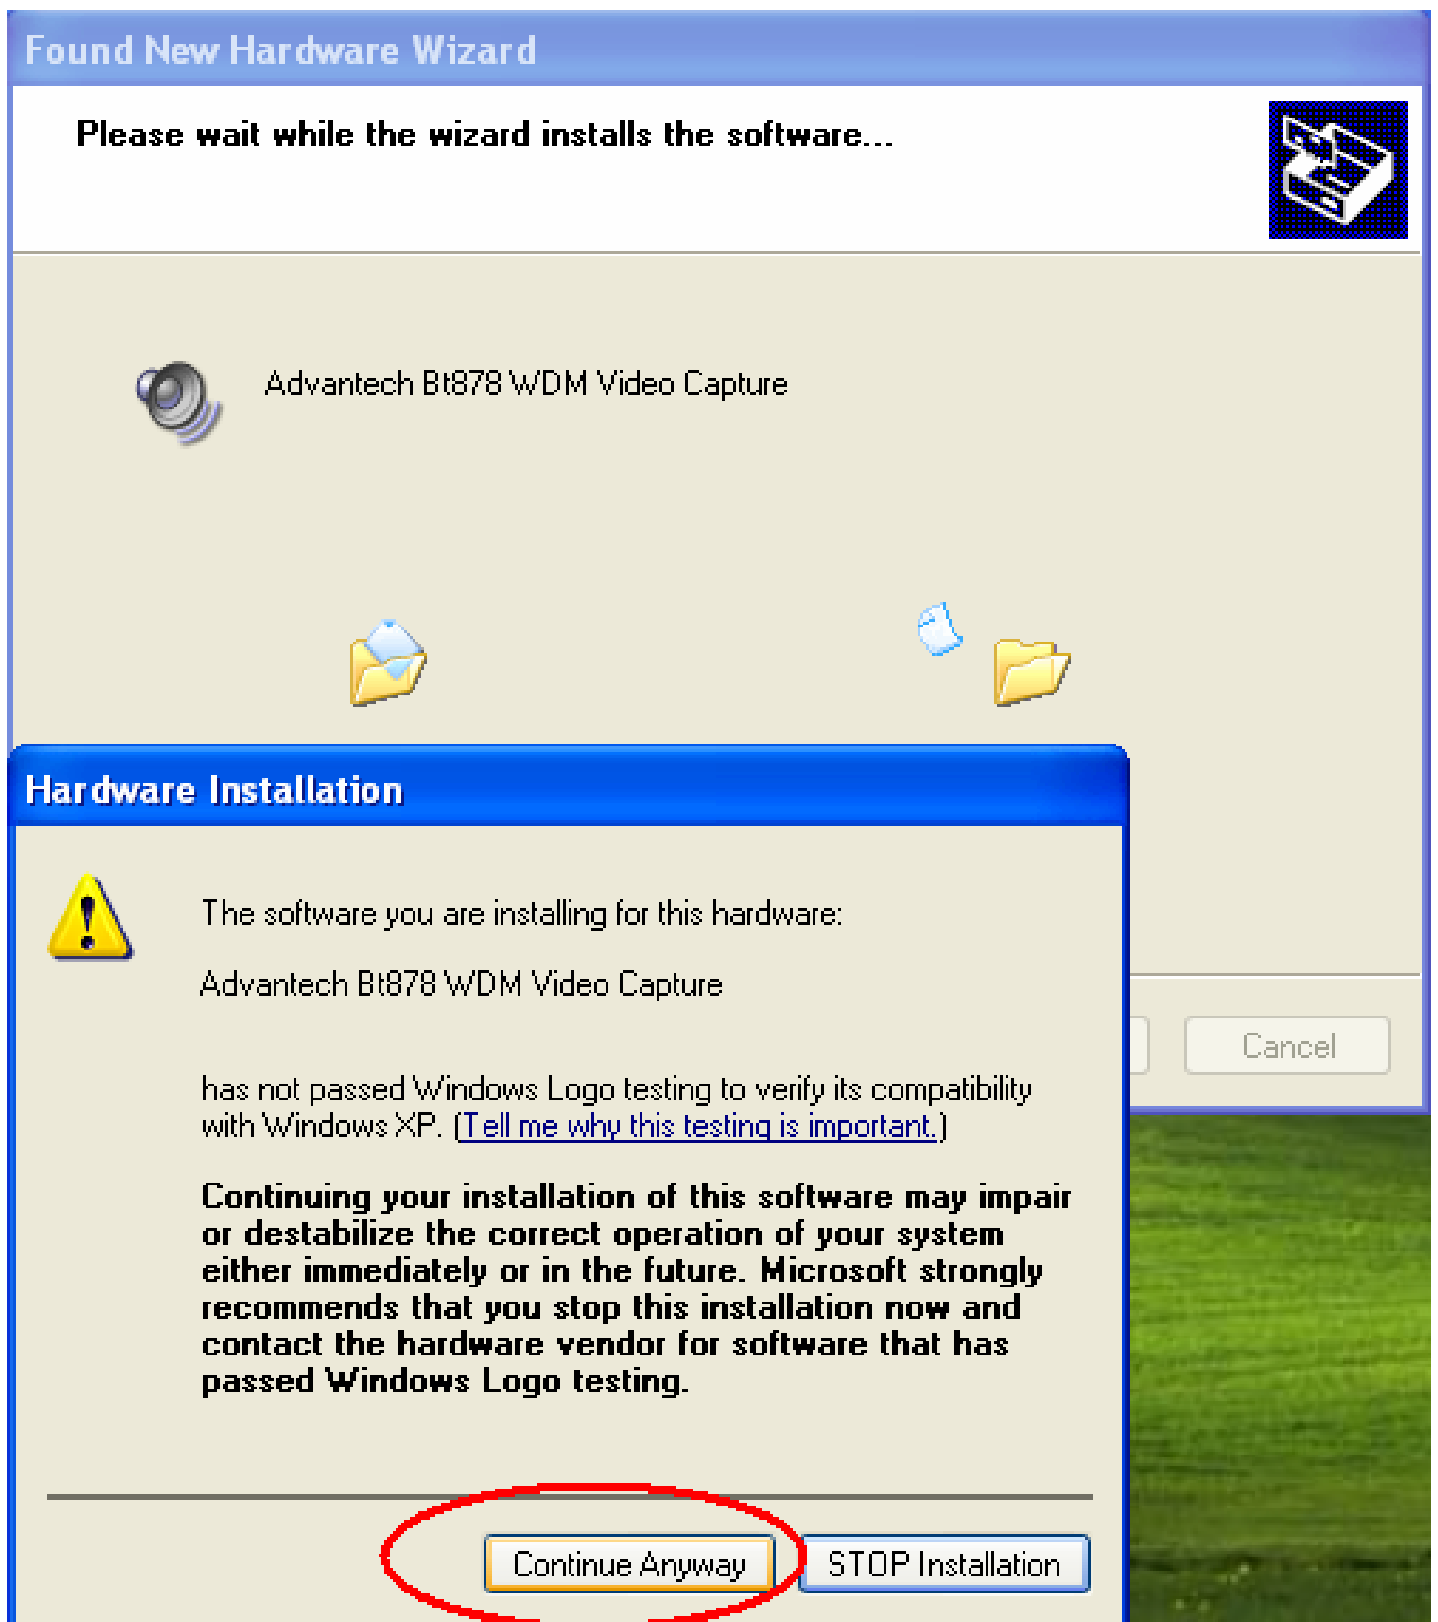 Found New Hardware Wizard
Please wait while the wizard installs the software...
Advantech Bt878 WDM Video Capture
Cancel
Hardware Installation
The software you are installing for this hardware:
Advantech Bt878 WDM Video Capture
has not passed Windows Logo testing to verify its compatibility
with Windows XP. (Tell me why this testing is important.)
Continuing your installation of this software may impair
or destabilize the correct operation of your system
either immediately or in the future. Microsoft strongly
recommends that you stop this installation now and
contact the hardware vendor for software that has
passed Windows Logo testing.
Continue Anyway
STOP Installation